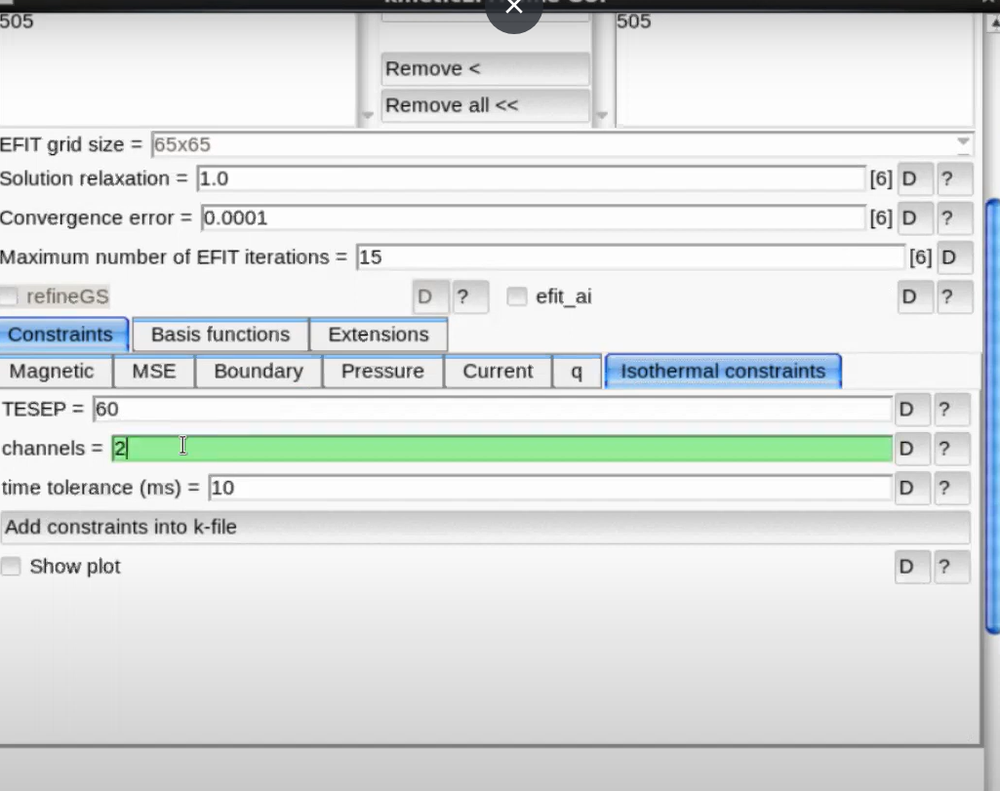 505 505
Remove <
Remove all <<
EFIT grid size = 65x65
Solution relaxation = 1.0 [6] D ?
Convergence error = 0.0001 [6] D ?
Maximum number of EFIT iterations = 15 [6] D
refineGS D ? efit_ai D ?
Constraints Basis functions Extensions
Magnetic MSE Boundary Pressure Current q Isothermal constraints
TESEP = 60 D ?
channels = 2 D ?
time tolerance (ms) = 10 D ?
Add constraints into k-file
Show plot D ?